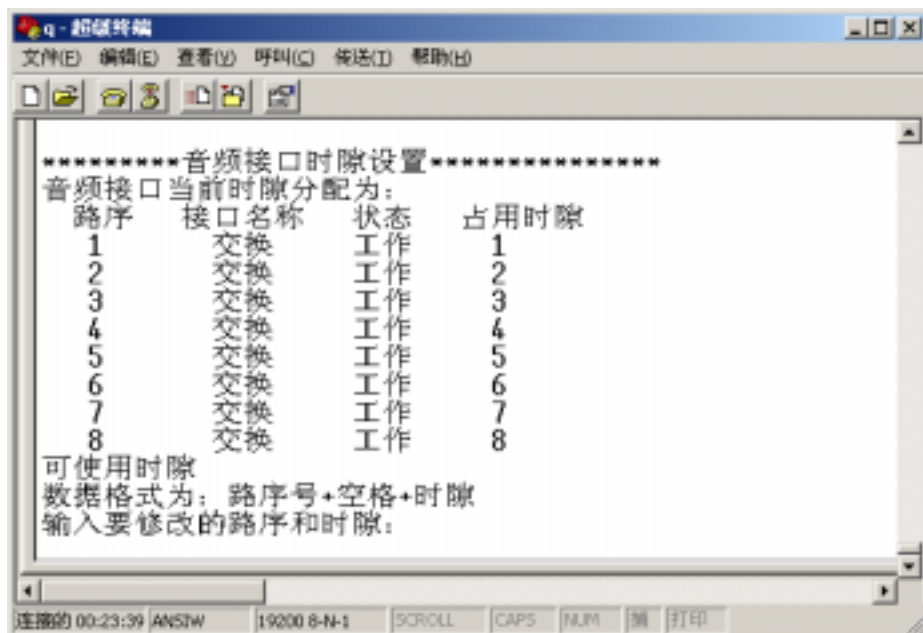 q - 超级终端
文件(F) 编辑(E) 查看(V) 呼叫(C) 传送(T) 帮助(H)
*********音频接口时隙设置***************
音频接口当前时隙分配为:
路序 接口名称 状态 占用时隙
1 交换 工作 1
2 交换 工作 2
3 交换 工作 3
4 交换 工作 4
5 交换 工作 5
6 交换 工作 6
7 交换 工作 7
8 交换 工作 8
可使用时隙
数据格式为: 路序号+空格+时隙
输入要修改的路序和时隙:
连接的 00:23:39 ANSIW 19200 8-N-1 SCROLL CAPS NUM 捕 打印